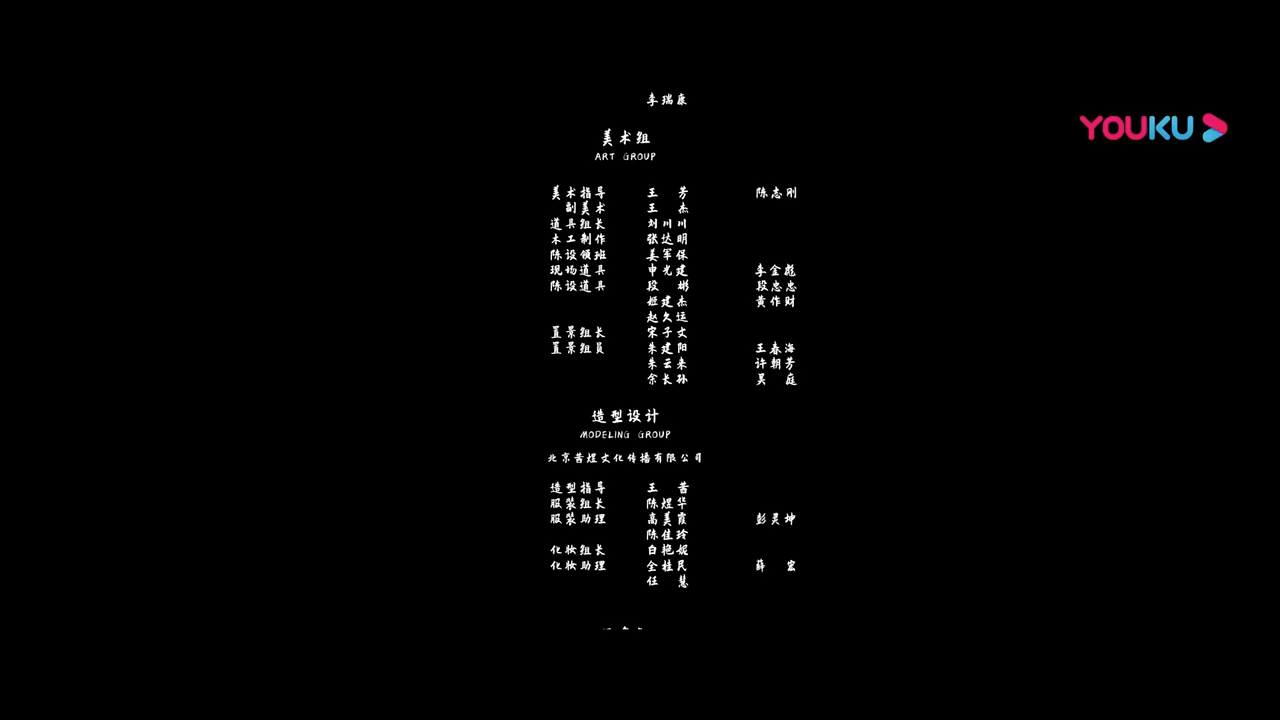 李瑞康
YOUKU
美术组
ART GROUP
美术指导 王 芳 陈志刚
副美术 王 杰
道具组长 刘川川
木工制作 张达明
陈设领班 姜军保
现场道具 申光建 李金彪
陈设道具 段 彬 段忠忠
姬建杰 黄作财
赵久运
置景组长 宋子文
置景组员 朱建阳 王春海
朱云来 许朝芳
余长孙 吴 庭
造型设计
MODELING GROUP
北京茜煜文化传播有限公司
造型指导 王 茜
服装组长 陈煜华
服装助理 高美霞 彭灵坤
陈佳玲
化妆组长 白艳妮
化妆助理 全桂民 薛 宏
任 慧